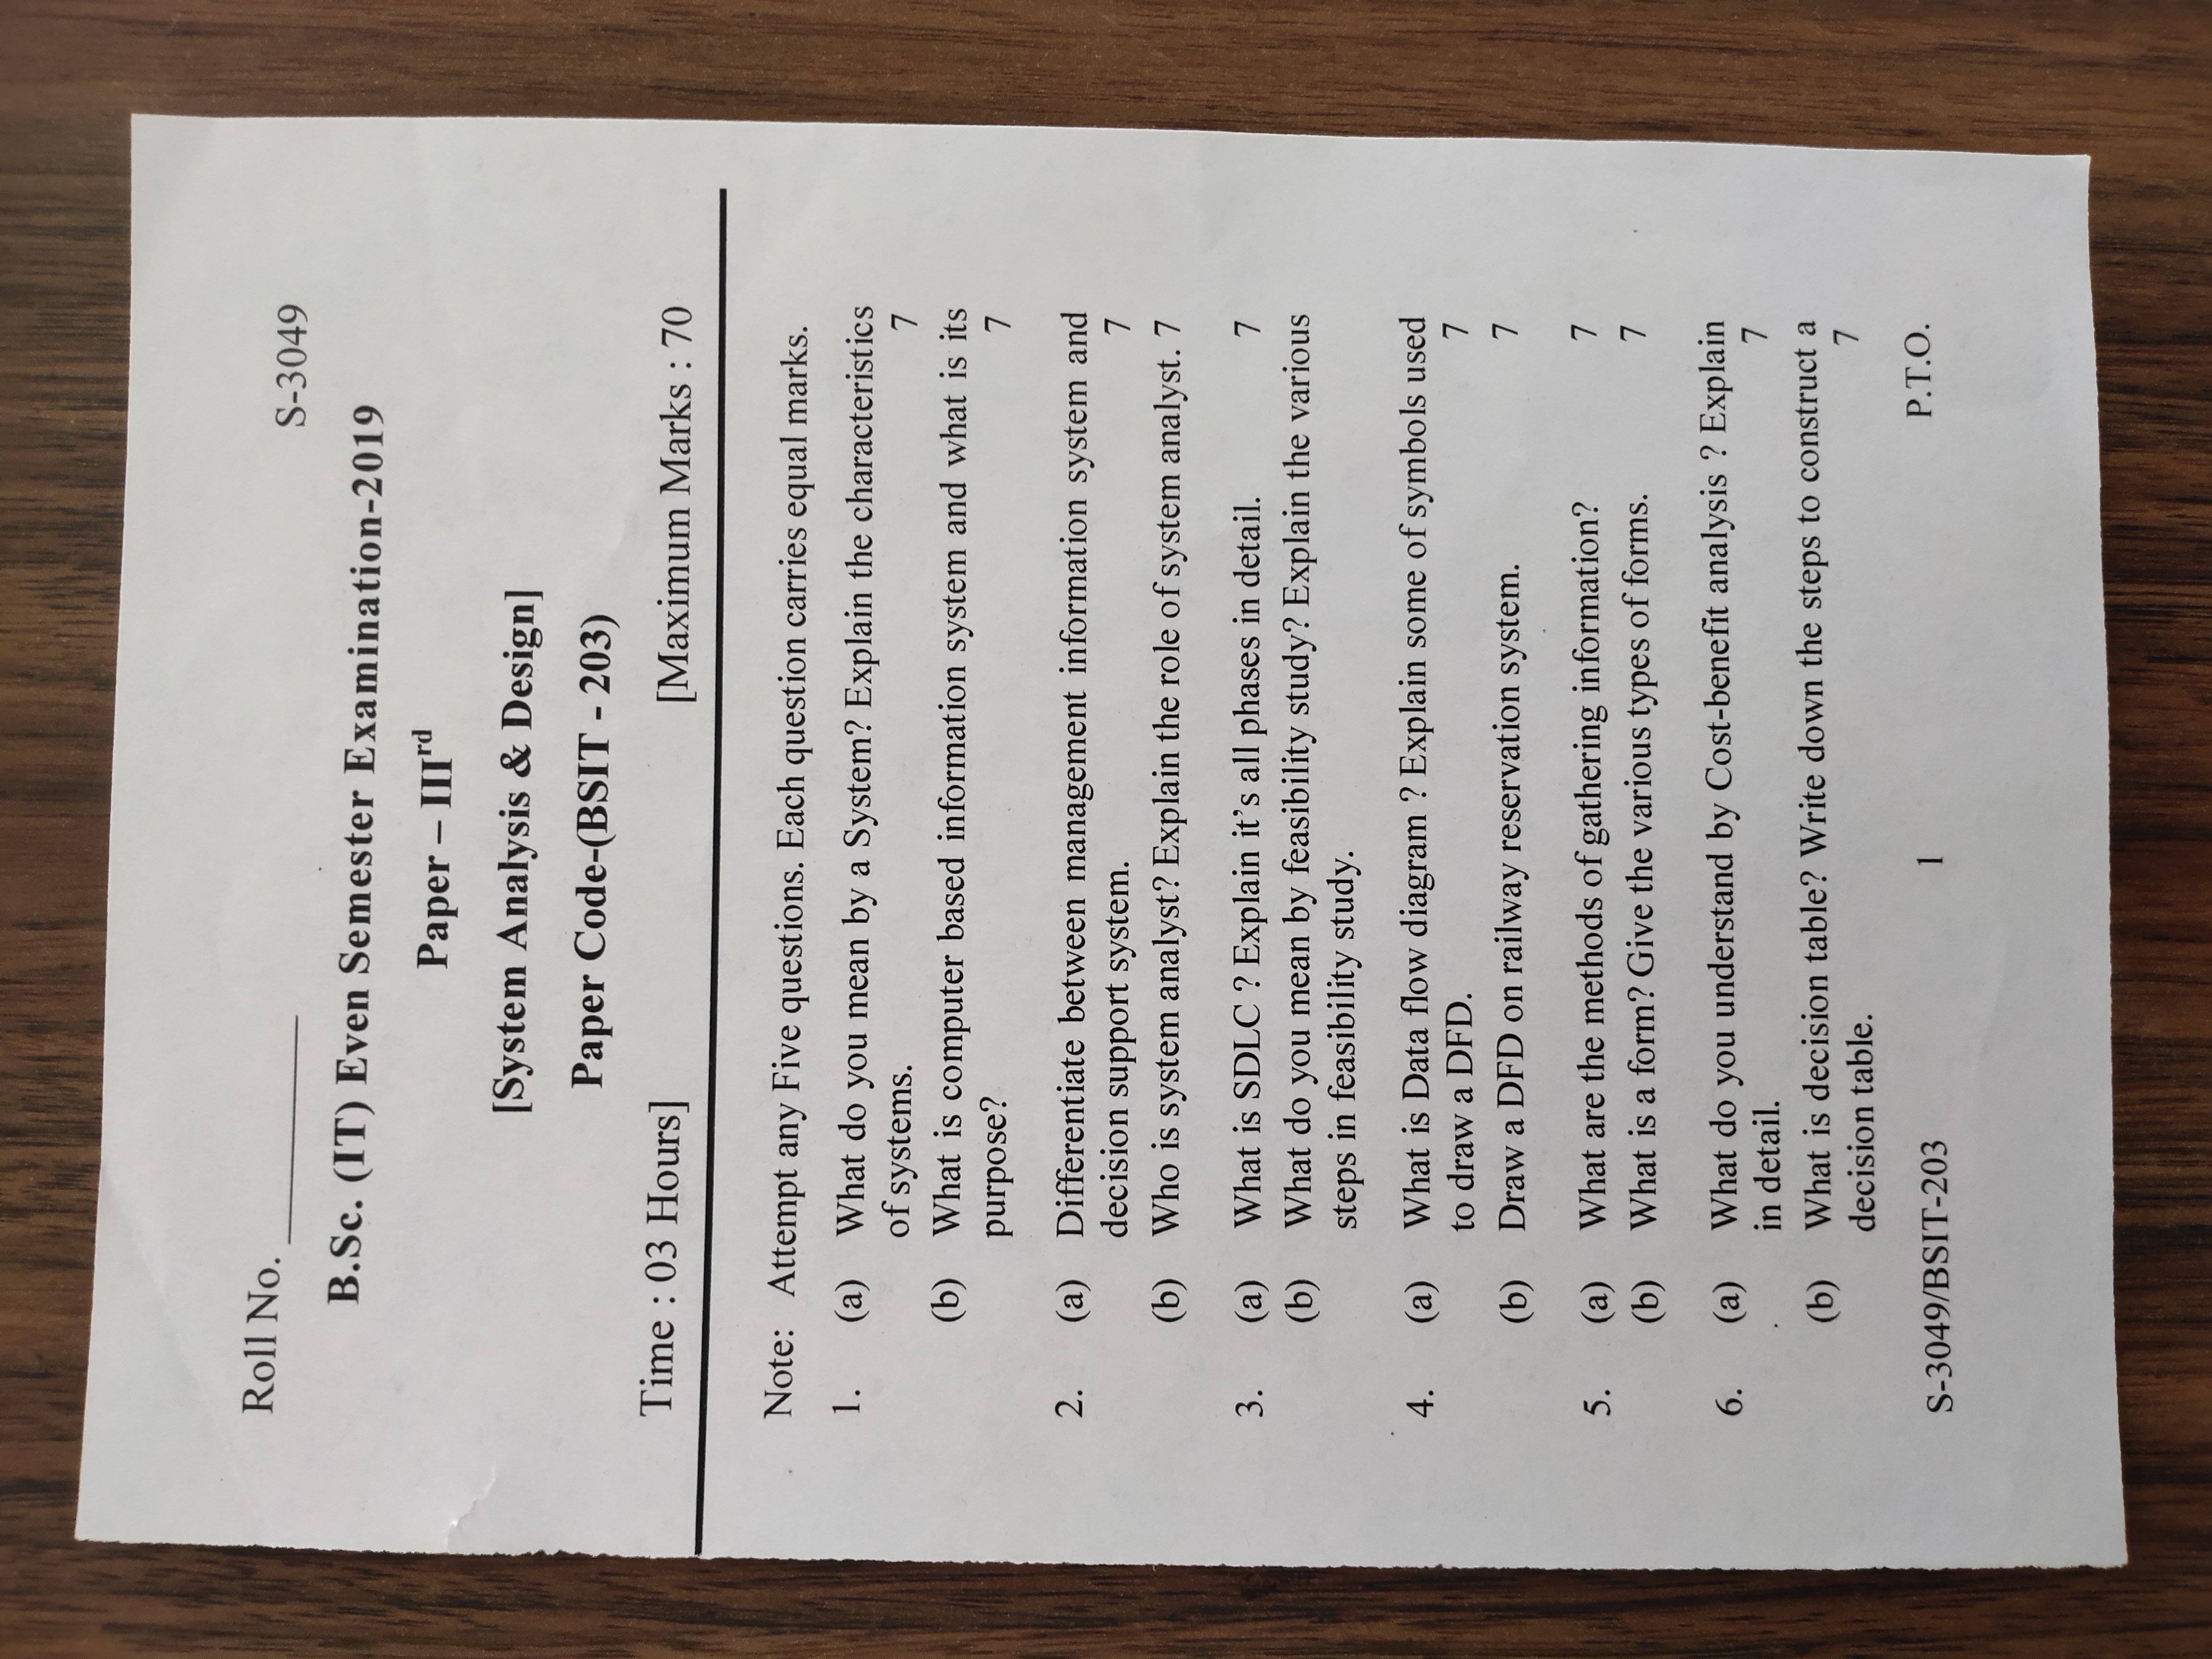 Roll No. __________
S-3049
B.Sc. (IT) Even Semester Examination-2019
Paper – IIIrd
[System Analysis & Design]
Paper Code-(BSIT - 203)
Time : 03 Hours] [Maximum Marks : 70
Note: Attempt any Five questions. Each question carries equal marks.
1. (a) What do you mean by a System? Explain the characteristics
of systems. 7
(b) What is computer based information system and what is its
purpose? 7
2. (a) Differentiate between management information system and
decision support system. 7
(b) Who is system analyst? Explain the role of system analyst. 7
3. (a) What is SDLC ? Explain it’s all phases in detail. 7
(b) What do you mean by feasibility study? Explain the various
steps in feasibility study.
4. (a) What is Data flow diagram ? Explain some of symbols used
to draw a DFD. 7
(b) Draw a DFD on railway reservation system. 7
5. (a) What are the methods of gathering information? 7
(b) What is a form? Give the various types of forms. 7
6. (a) What do you understand by Cost-benefit analysis ? Explain
in detail. 7
(b) What is decision table? Write down the steps to construct a
decision table. 7
S-3049/BSIT-203 1 P.T.O.